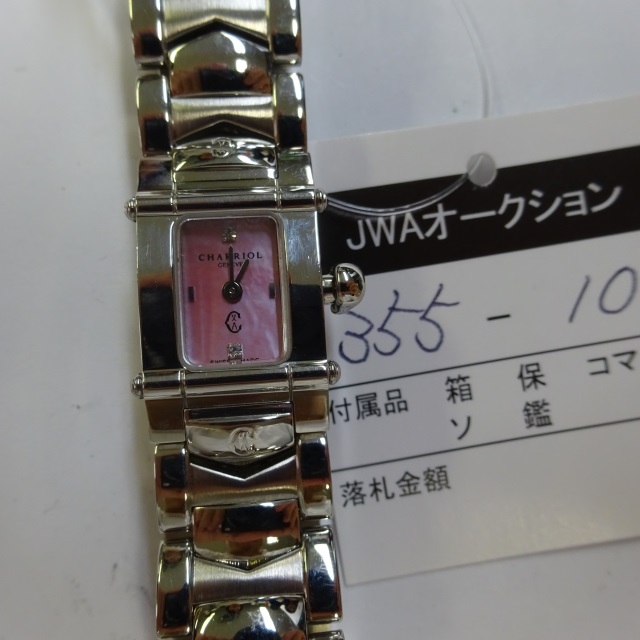 CHARRIOL
GENEVE
JWAオークション
355 - 10
付属品 箱 保 コマ
ソ 鑑
落札金額